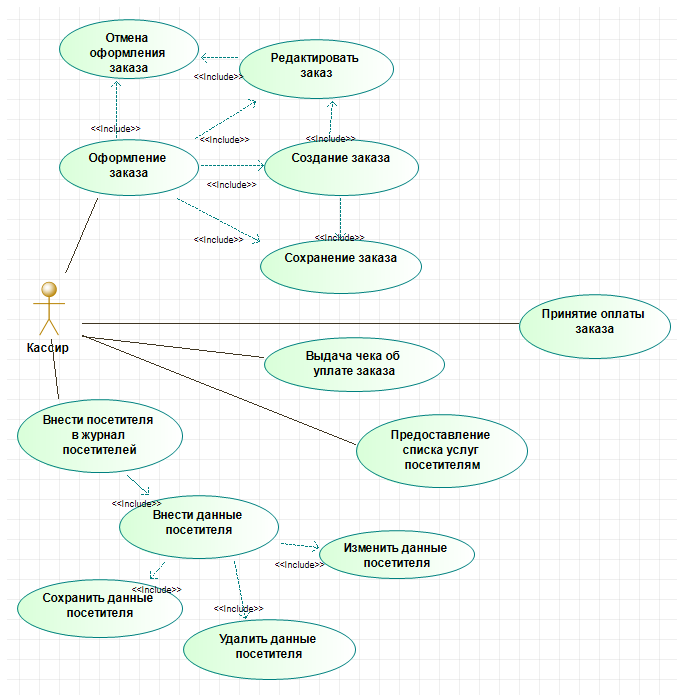 Отмена
оформления
заказа
Редактировать
заказ
<<Include>>
<<Include>>
<<Include>>
<<Include>>
Оформление
заказа
Создание заказа
<<Include>>
<<Include>>
<<Include>>
Сохранение заказа
Кассир
Принятие оплаты
заказа
Выдача чека об
уплате заказа
Внести посетителя
в журнал
посетителей
Предоставление
списка услуг
посетителям
<<Include>>
Внести данные
посетителя
Изменить данные
посетителя
<<Include>>
<<Include>>
Сохранить данные
посетителя
<<Include>>
Удалить данные
посетителя